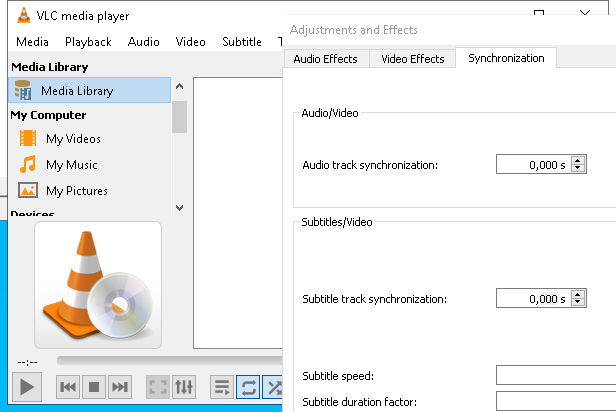 VLC media player
Media Playback Audio Video Subtitle
Media Library
Media Library
My Computer
My Videos
My Music
My Pictures
Devices
--:--
Adjustments and Effects
Audio Effects Video Effects Synchronization
Audio/Video
Audio track synchronization: 0,000 s
Subtitles/Video
Subtitle track synchronization: 0,000 s
Subtitle speed:
Subtitle duration factor: